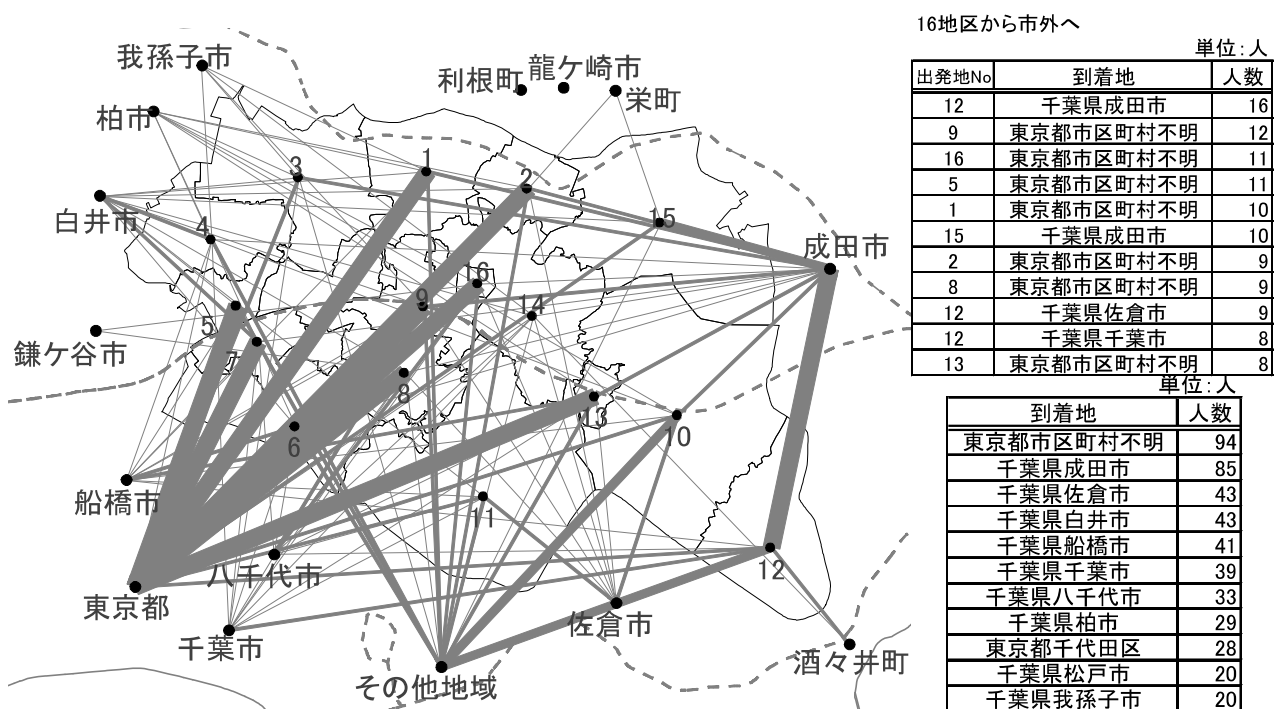 16地区から市外へ
単位：人
出発地No 到着地 人数
12 千葉県成田市 16
9 東京都市区町村不明 12
16 東京都市区町村不明 11
5 東京都市区町村不明 11
1 東京都市区町村不明 10
15 千葉県成田市 10
2 東京都市区町村不明 9
8 東京都市区町村不明 9
12 千葉県佐倉市 9
12 千葉県千葉市 8
13 東京都市区町村不明 8
単位：人
到着地 人数
東京都市区町村不明 94
千葉県成田市 85
千葉県佐倉市 43
千葉県白井市 43
千葉県船橋市 41
千葉県千葉市 39
千葉県八千代市 33
千葉県柏市 29
東京都千代田区 28
千葉県松戸市 20
千葉県我孫子市 20
我孫子市
利根町
龍ケ崎市
栄町
柏市
3
1
2
白井市
4
15
成田市
16
9
14
5
7
鎌ケ谷市
8
13
10
6
船橋市
11
12
八千代市
東京都
佐倉市
千葉市
酒々井町
その他地域